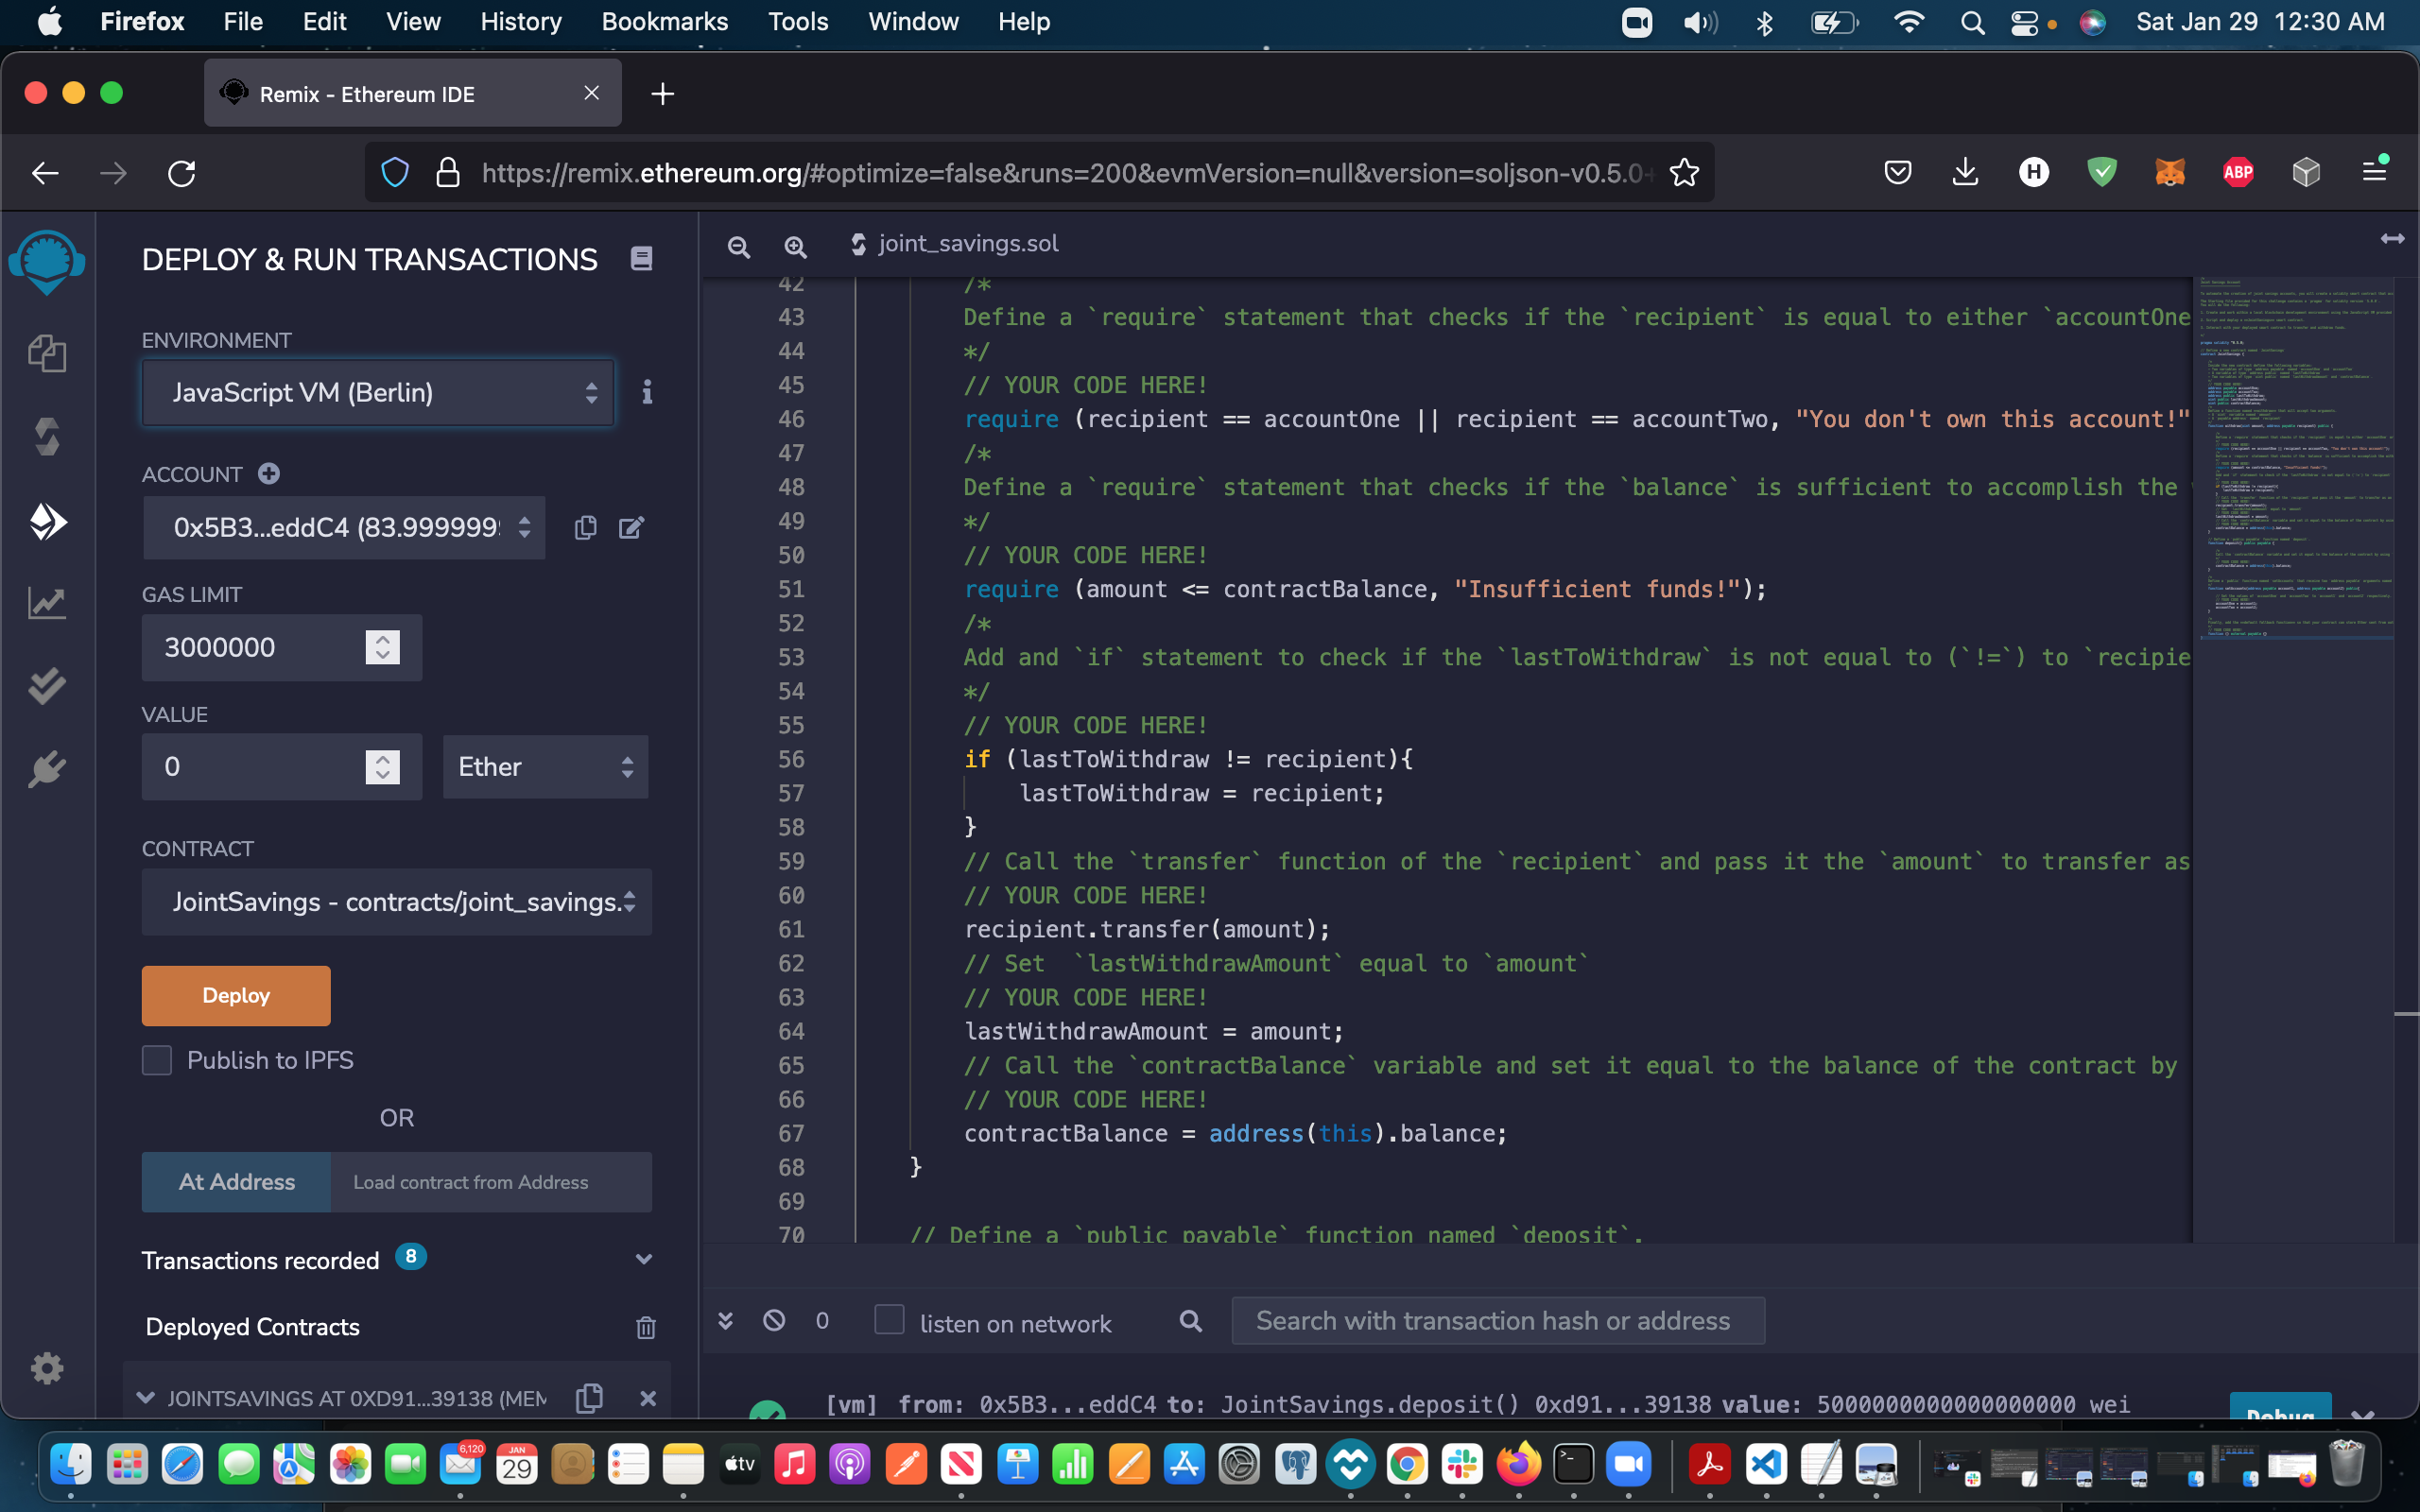 Firefox File Edit View History Bookmarks Tools Window Help Sat Jan 29 12:30 AM
Remix - Ethereum IDE
https://remix.ethereum.org/#optimize=false&runs=200&evmVersion=null&version=soljson-v0.5.0+
H
ABP
DEPLOY & RUN TRANSACTIONS
ENVIRONMENT
JavaScript VM (Berlin)
i
ACCOUNT
0x5B3...eddC4 (83.9999999
GAS LIMIT
3000000
VALUE
0
Ether
CONTRACT
JointSavings - contracts/joint_savings.
Deploy
Publish to IPFS
OR
At Address
Load contract from Address
Transactions recorded 8
Deployed Contracts
JOINTSAVINGS AT 0XD91...39138 (MEM
joint_savings.sol
42 /*
43 Define a `require` statement that checks if the `recipient` is equal to either `accountOne
44 */
45 // YOUR CODE HERE!
46 require (recipient == accountOne || recipient == accountTwo, "You don't own this account!"
47 /*
48 Define a `require` statement that checks if the `balance` is sufficient to accomplish the
49 */
50 // YOUR CODE HERE!
51 require (amount <= contractBalance, "Insufficient funds!");
52 /*
53 Add and `if` statement to check if the `lastToWithdraw` is not equal to (`!=`) to `recipie
54 */
55 // YOUR CODE HERE!
56 if (lastToWithdraw != recipient){
57 lastToWithdraw = recipient;
58 }
59 // Call the `transfer` function of the `recipient` and pass it the `amount` to transfer as
60 // YOUR CODE HERE!
61 recipient.transfer(amount);
62 // Set  `lastWithdrawAmount` equal to `amount`
63 // YOUR CODE HERE!
64 lastWithdrawAmount = amount;
65 // Call the `contractBalance` variable and set it equal to the balance of the contract by
66 // YOUR CODE HERE!
67 contractBalance = address(this).balance;
68 }
69
70 // Define a `public payable` function named `deposit`.
0
listen on network
Search with transaction hash or address
[vm] from: 0x5B3...eddC4 to: JointSavings.deposit() 0xd91...39138 value: 5000000000000000000 wei
Debug
6,120
JAN
29
tv